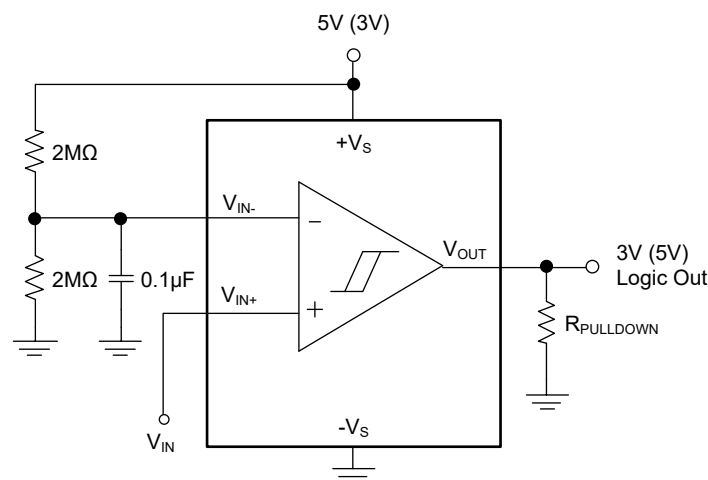 5V (3V)
+VS
2MΩ
VIN-
−
VOUT
3V (5V)
Logic Out
2MΩ
0.1μF
VIN+
+
RPULLDOWN
VIN
-VS